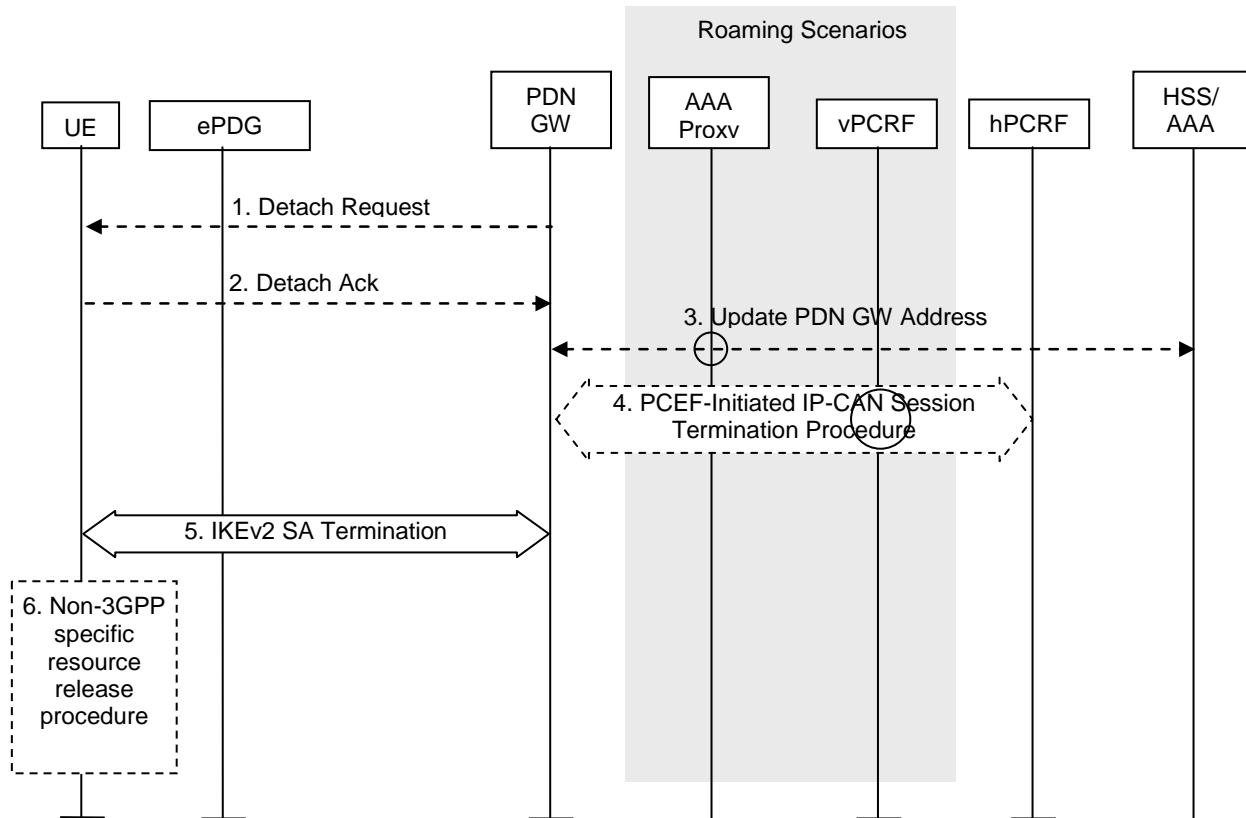 Roaming Scenarios
UE
ePDG
PDN
GW
AAA
Proxv
vPCRF
hPCRF
HSS/
AAA
1. Detach Request
2. Detach Ack
3. Update PDN GW Address
4. PCEF-Initiated IP-CAN Session
Termination Procedure
5. IKEv2 SA Termination
6. Non-3GPP
specific
resource
release
procedure